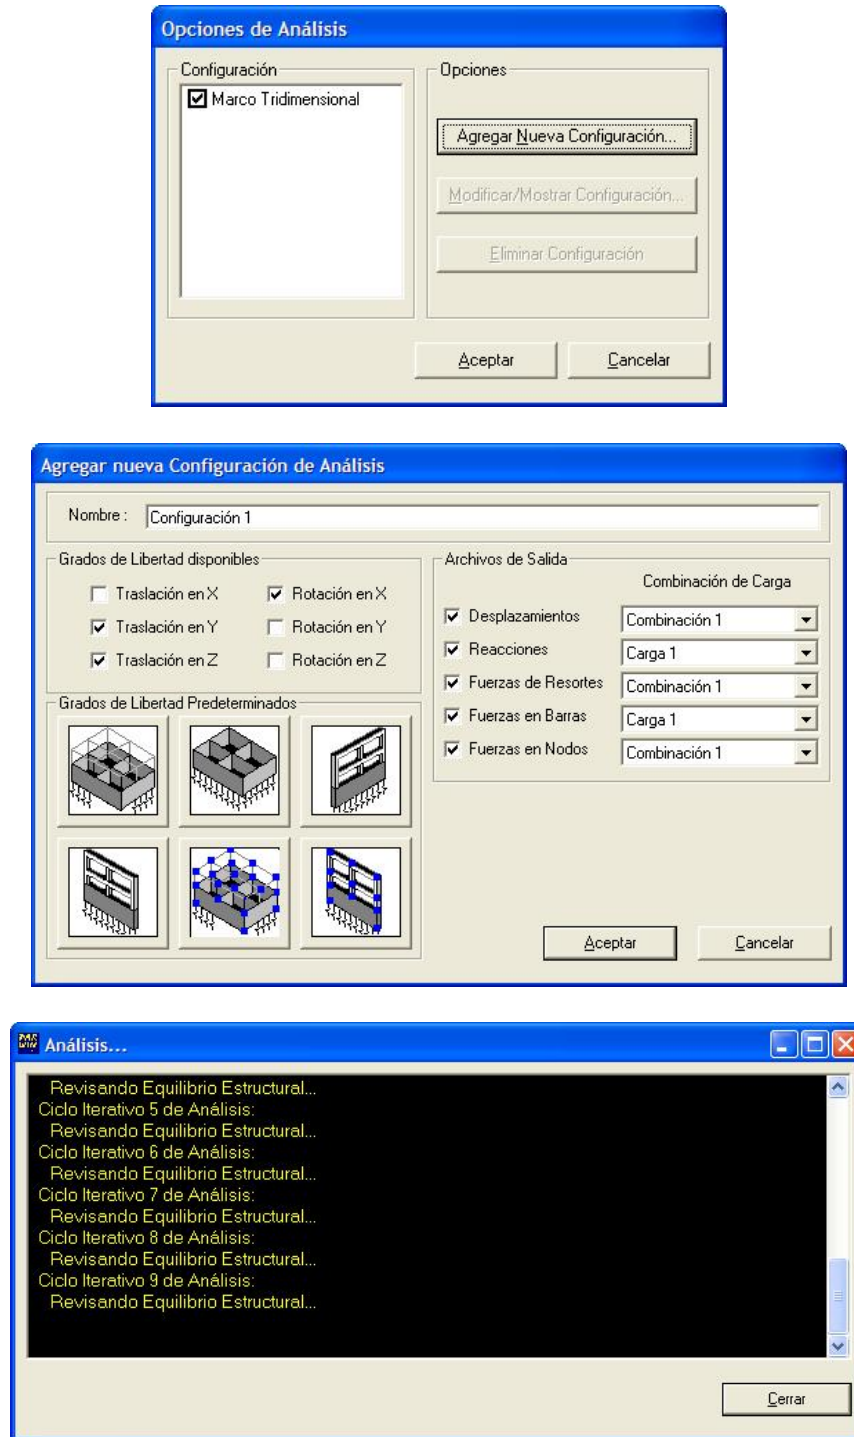 Opciones de Análisis
Configuración
Marco Tridimensional
Opciones
Agregar Nueva Configuración...
Modificar/Mostrar Configuración...
Eliminar Configuración
Aceptar
Cancelar
Agregar nueva Configuración de Análisis
Nombre : Configuración 1
Grados de Libertad disponibles
Traslación en X Rotación en X
Traslación en Y Rotación en Y
Traslación en Z Rotación en Z
Grados de Libertad Predeterminados
Archivos de Salida
Combinación de Carga
Desplazamientos Combinación 1
Reacciones Carga 1
Fuerzas de Resortes Combinación 1
Fuerzas en Barras Carga 1
Fuerzas en Nodos Combinación 1
Aceptar Cancelar
Análisis...
Revisando Equilibrio Estructural...
Ciclo Iterativo 5 de Análisis:
Revisando Equilibrio Estructural...
Ciclo Iterativo 6 de Análisis:
Revisando Equilibrio Estructural...
Ciclo Iterativo 7 de Análisis:
Revisando Equilibrio Estructural...
Ciclo Iterativo 8 de Análisis:
Revisando Equilibrio Estructural...
Ciclo Iterativo 9 de Análisis:
Revisando Equilibrio Estructural...
Cerrar